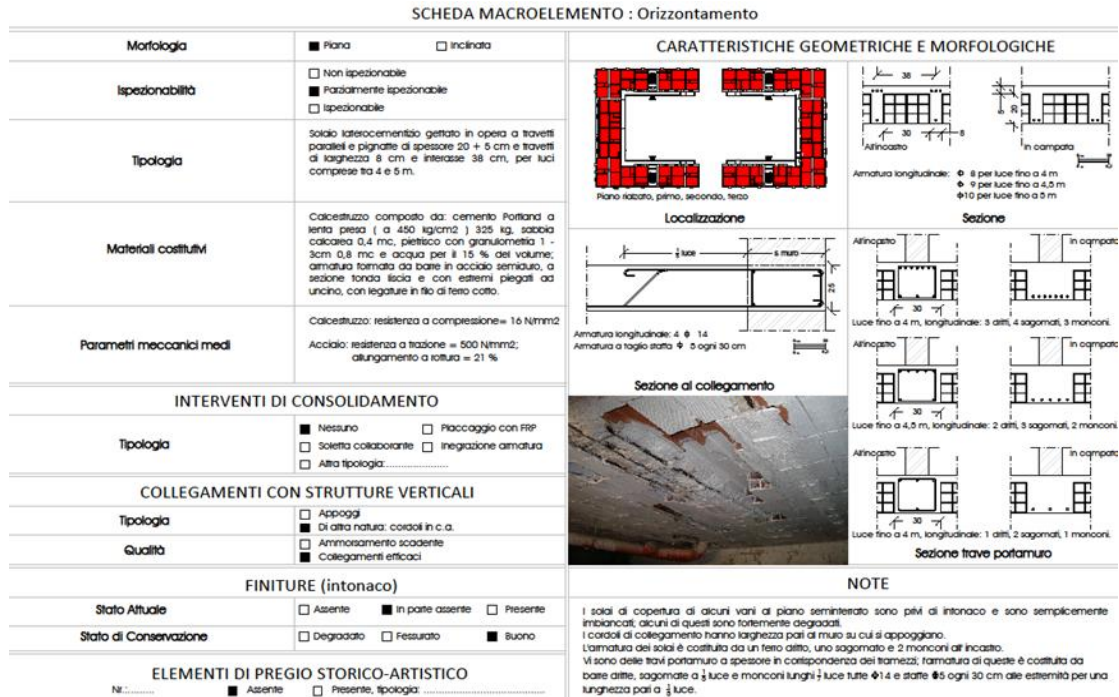 SCHEDA MACROELEMENTO : Orizzontamento
Morfologia
Piana
Inclinata
Ispezionabilità
Non ispezionabile
Parzialmente ispezionabile
Ispezionabile
Tipologia
Solaio laterocementizio gettato in opera a travetti
paralleli e pignatte di spessore 20 + 5 cm e travetti
di larghezza 8 cm e interasse 38 cm, per luci
comprese tra 4 e 5 m.
Materiali costitutivi
Calcestruzzo composto da: cemento Portland a
lenta presa ( a 450 kg/cm2 ) 325 kg, sabbia
calcarea 0,4 mc, pietrisco con granulometria 1 -
3cm 0,8 mc e acqua per il 15 % del volume;
armatura formata da barre in acciaio semiduro, a
sezione tonda liscia e con estremi piegati ad
uncino, con legature in filo di ferro cotto.
Parametri meccanici medi
Calcestruzzo: resistenza a compressione= 16 N/mm2
Acciaio: resistenza a trazione = 500 N/mm2;
allungamento a rottura = 21 %
INTERVENTI DI CONSOLIDAMENTO
Tipologia
Nessuno
Placcaggio con FRP
Soletta collaborante
Inegrazione armatura
Altra tipologia:.....................
COLLEGAMENTI CON STRUTTURE VERTICALI
Tipologia
Appoggi
Di altra natura: cordoli in c.a.
Qualità
Ammorsamento scadente
Collegamenti efficaci
FINITURE (intonaco)
Stato Attuale
Assente
In parte assente
Presente
Stato di Conservazione
Degradato
Fessurato
Buono
ELEMENTI DI PREGIO STORICO-ARTISTICO
Nr.:........
Assente
Presente, tipologia: ........................................
CARATTERISTICHE GEOMETRICHE E MORFOLOGICHE
Piano rialzato, primo, secondo, terzo
Localizzazione
38
5
20
30
8
All'incastro
In campata
Armatura longitudinale: Φ 8 per luce fino a 4 m
Φ 9 per luce fino a 4,5 m
Φ10 per luce fino a 5 m
Sezione
luce
s muro
25
Armatura longitudinale: 4 Φ 14
Armatura a taglio staffa Φ 5 ogni 30 cm
Sezione al collegamento
All'incastro
In campata
30
Luce fino a 4 m, longitudinale: 3 dritti, 4 sagomati, 3 monconi.
All'incastro
in campata
30
Luce fino a 4,5 m, longitudinale: 2 dritti, 3 sagomati, 2 monconi.
All'incastro
in campata
30
Luce fino a 4 m, longitudinale: 1 dritti, 2 sagomati, 1 monconi.
Sezione trave portamuro
NOTE
I solai di copertura di alcuni vani al piano seminterrato sono privi di intonaco e sono semplicemente
imbiancati; alcuni di questi sono fortemente degradati.
I cordoli di collegamento hanno larghezza pari al muro su cui si appoggiano.
L'armatura dei solai è costituita da un ferro dritto, uno sagomato e 2 monconi all' incastro.
Vi sono delle travi portamuro a spessore in corrispondenza dei tramezzi; l'armatura di queste è costituita da
barre dritte, sagomate a luce e monconi lunghi luce tutte Φ14 e staffe Φ5 ogni 30 cm alle estremità per una
lunghezza pari a luce.